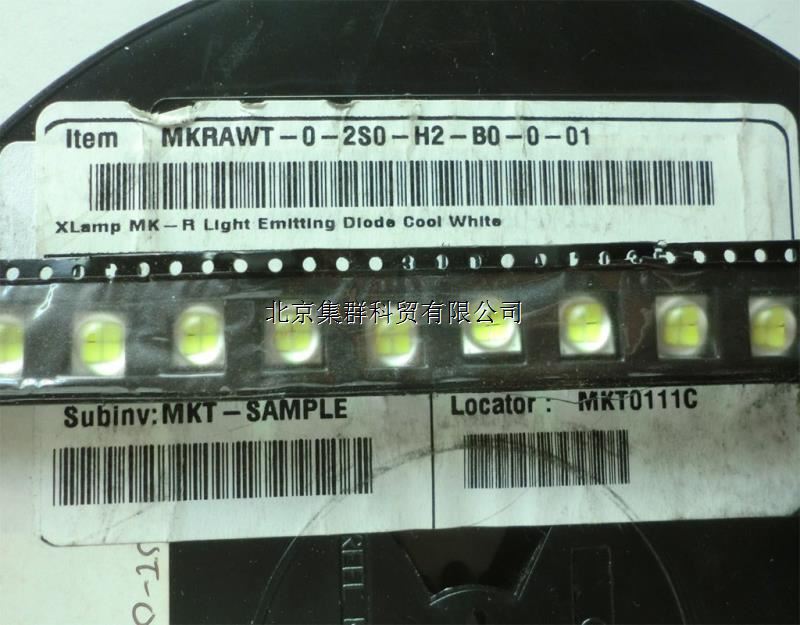 Item MKRAWT-0-2S0-H2-B0-0-01
XLamp MK-R Light Emitting Diode Cool White
北京集群科贸有限公司
Subinv: MKT-SAMPLE
Locator : MKT0111C
REEL